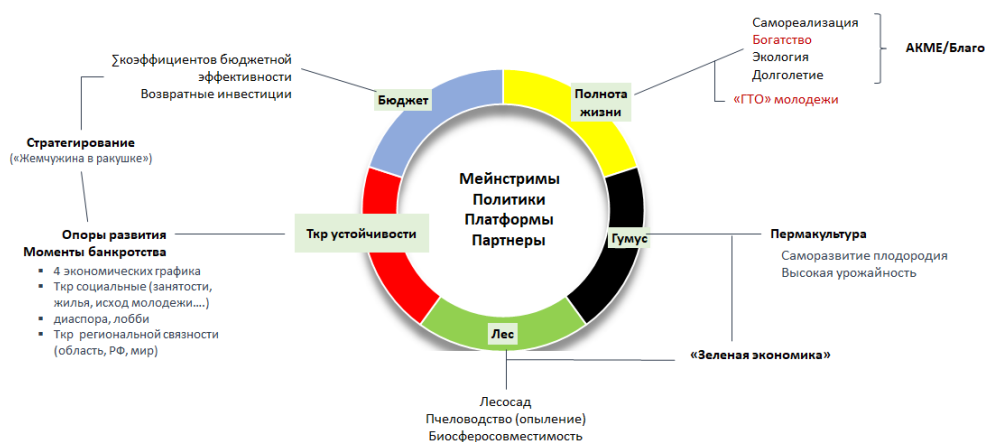 Самореализация
Богатство
Экология
Долголетие
АКМЕ/Благо
«ГТО» молодежи
∑коэффициентов бюджетной
эффективности
Возвратные инвестиции
Бюджет
Полнота
жизни
Стратегирование
(«Жемчужина в ракушке»)
Мейнстримы
Политики
Платформы
Партнеры
Опоры развития
Моменты банкротства
▪ 4 экономических графика
▪ Ткр социальные (занятости,
жилья, исход молодежи....)
▪ диаспора, лобби
▪ Ткр региональной связности
(область, РФ, мир)
Ткр устойчивости
Гумус
Пермакультура
Саморазвитие плодородия
Высокая урожайность
Лес
«Зеленая экономика»
Лесосад
Пчеловодство (опыление)
Биосферосовместимость